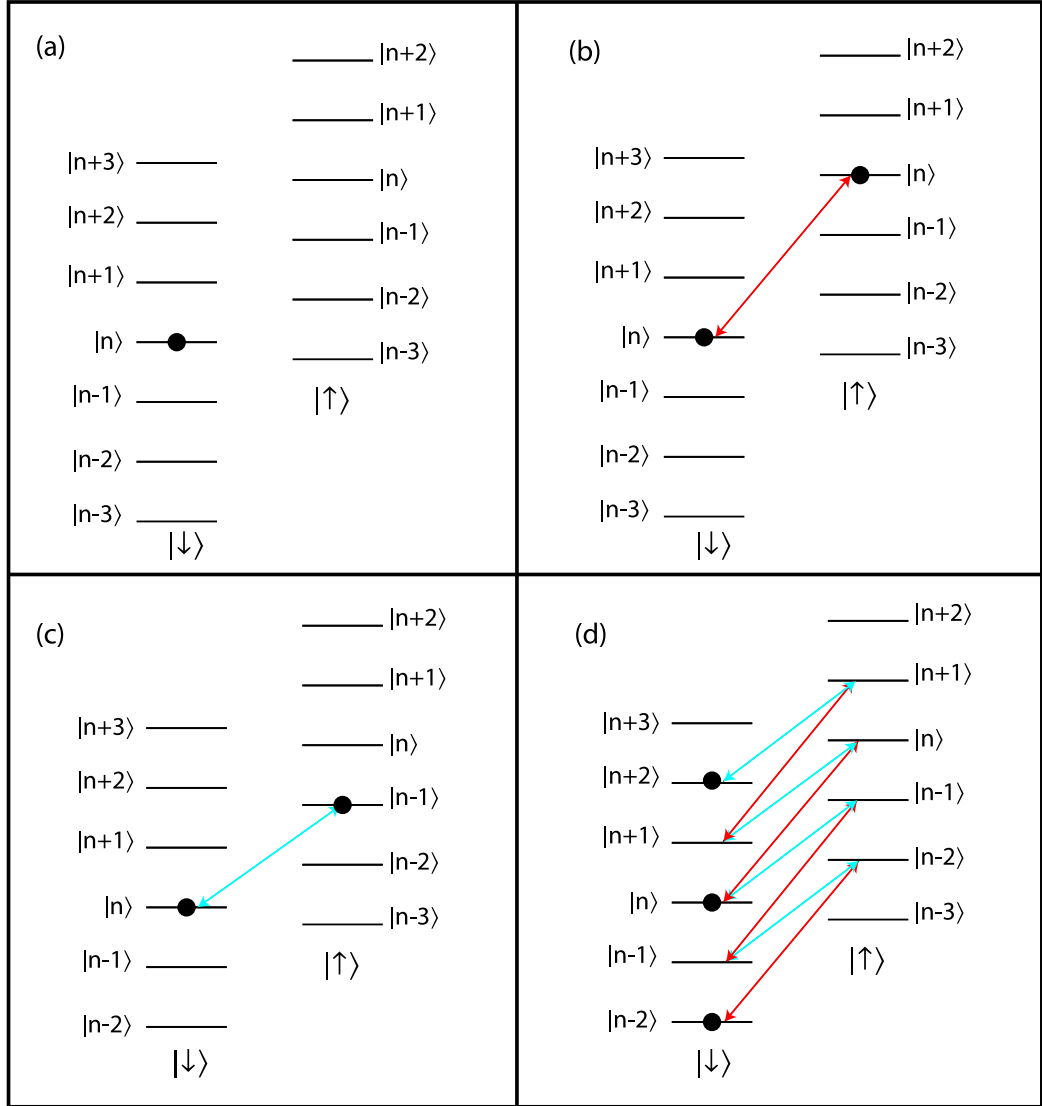 (a)
|n+2⟩
|n+1⟩
|n+3⟩
|n⟩
|n+2⟩
|n-1⟩
|n+1⟩
|n-2⟩
|n⟩
|n-3⟩
|n-1⟩
|↑⟩
|n-2⟩
|n-3⟩
|↓⟩
(b)
|n+2⟩
|n+1⟩
|n+3⟩
|n⟩
|n+2⟩
|n-1⟩
|n+1⟩
|n-2⟩
|n⟩
|n-3⟩
|n-1⟩
|↑⟩
|n-2⟩
|n-3⟩
|↓⟩
(c)
|n+2⟩
|n+1⟩
|n+3⟩
|n⟩
|n+2⟩
|n-1⟩
|n+1⟩
|n-2⟩
|n⟩
|n-3⟩
|n-1⟩
|↑⟩
|n-2⟩
|↓⟩
(d)
|n+2⟩
|n+1⟩
|n+3⟩
|n⟩
|n+2⟩
|n-1⟩
|n+1⟩
|n-2⟩
|n⟩
|n-3⟩
|n-1⟩
|↑⟩
|n-2⟩
|↓⟩